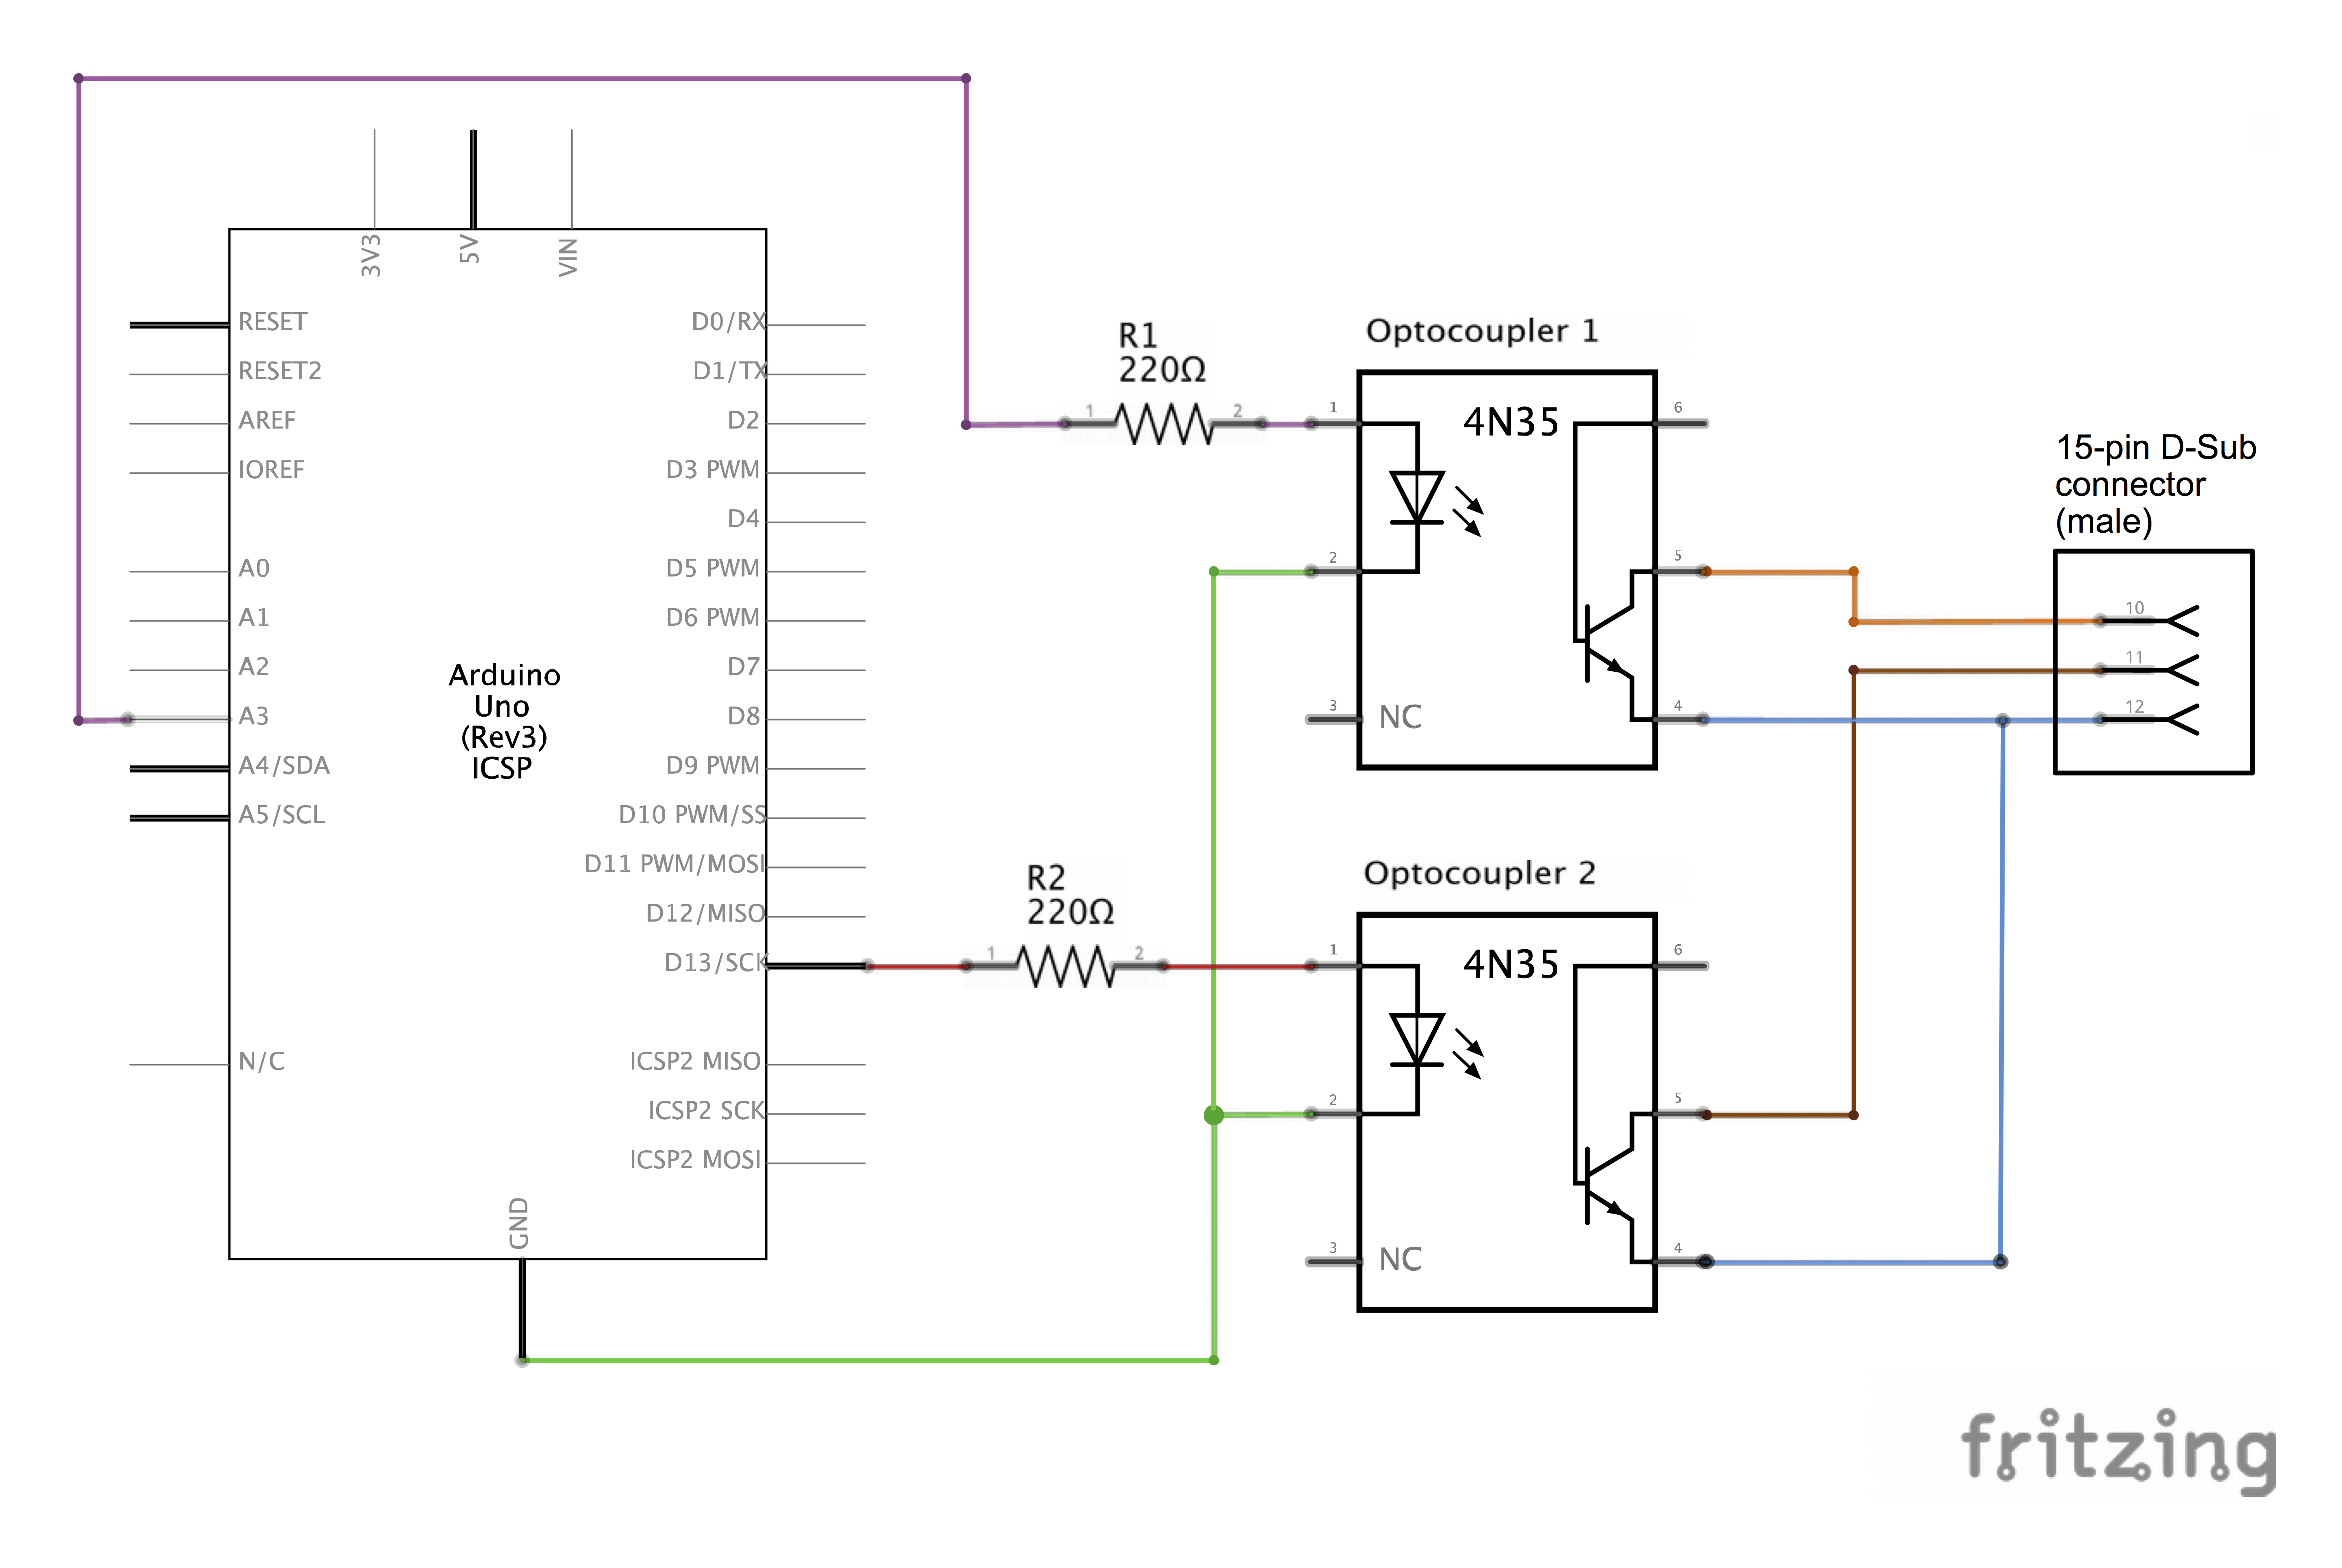 3V3
5V
VIN
RESET
RESET2
AREF
IOREF
A0
A1
A2
A3
A4/SDA
A5/SCL
N/C
Arduino
Uno
(Rev3)
ICSP
D0/RX
D1/TX
D2
D3 PWM
D4
D5 PWM
D6 PWM
D7
D8
D9 PWM
D10 PWM/SS
D11 PWM/MOSI
D12/MISO
D13/SCK
ICSP2 MISO
ICSP2 SCK
ICSP2 MOSI
GND
R1
220Ω
1
2
R2
220Ω
1
2
Optocoupler 1
4N35
1
2
3
NC
6
5
4
Optocoupler 2
4N35
1
2
3
NC
6
5
4
15-pin D-Sub
connector
(male)
10
11
12
fritzing